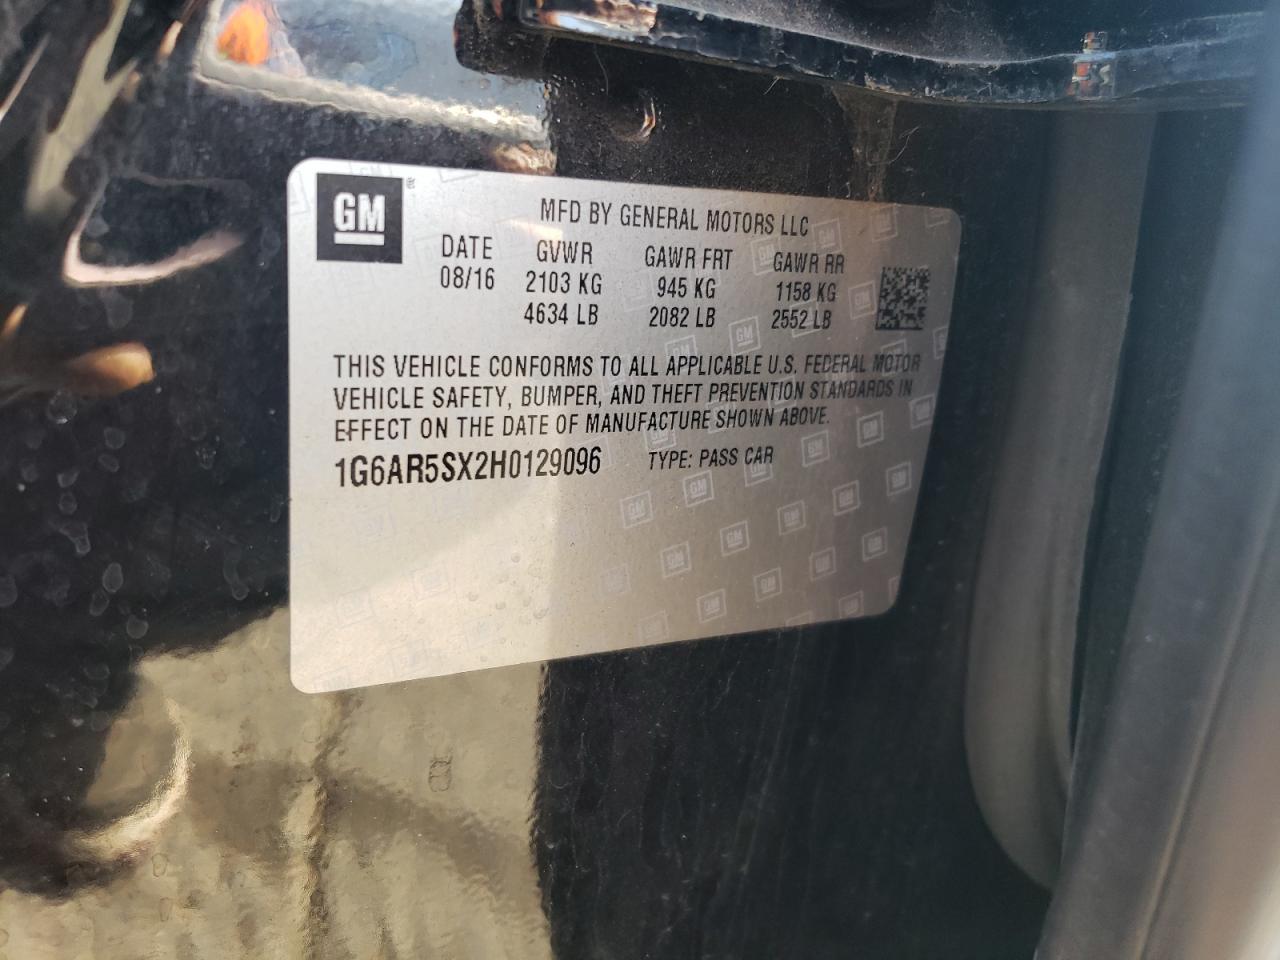 GM ®
MFD BY GENERAL MOTORS LLC
DATE GVWR GAWR FRT GAWR RR
08/16 2103 KG 945 KG 1158 KG
4634 LB 2082 LB 2552 LB
THIS VEHICLE CONFORMS TO ALL APPLICABLE U.S. FEDERAL MOTOR
VEHICLE SAFETY, BUMPER, AND THEFT PREVENTION STANDARDS IN
EFFECT ON THE DATE OF MANUFACTURE SHOWN ABOVE.
1G6AR5SX2H0129096 TYPE: PASS CAR